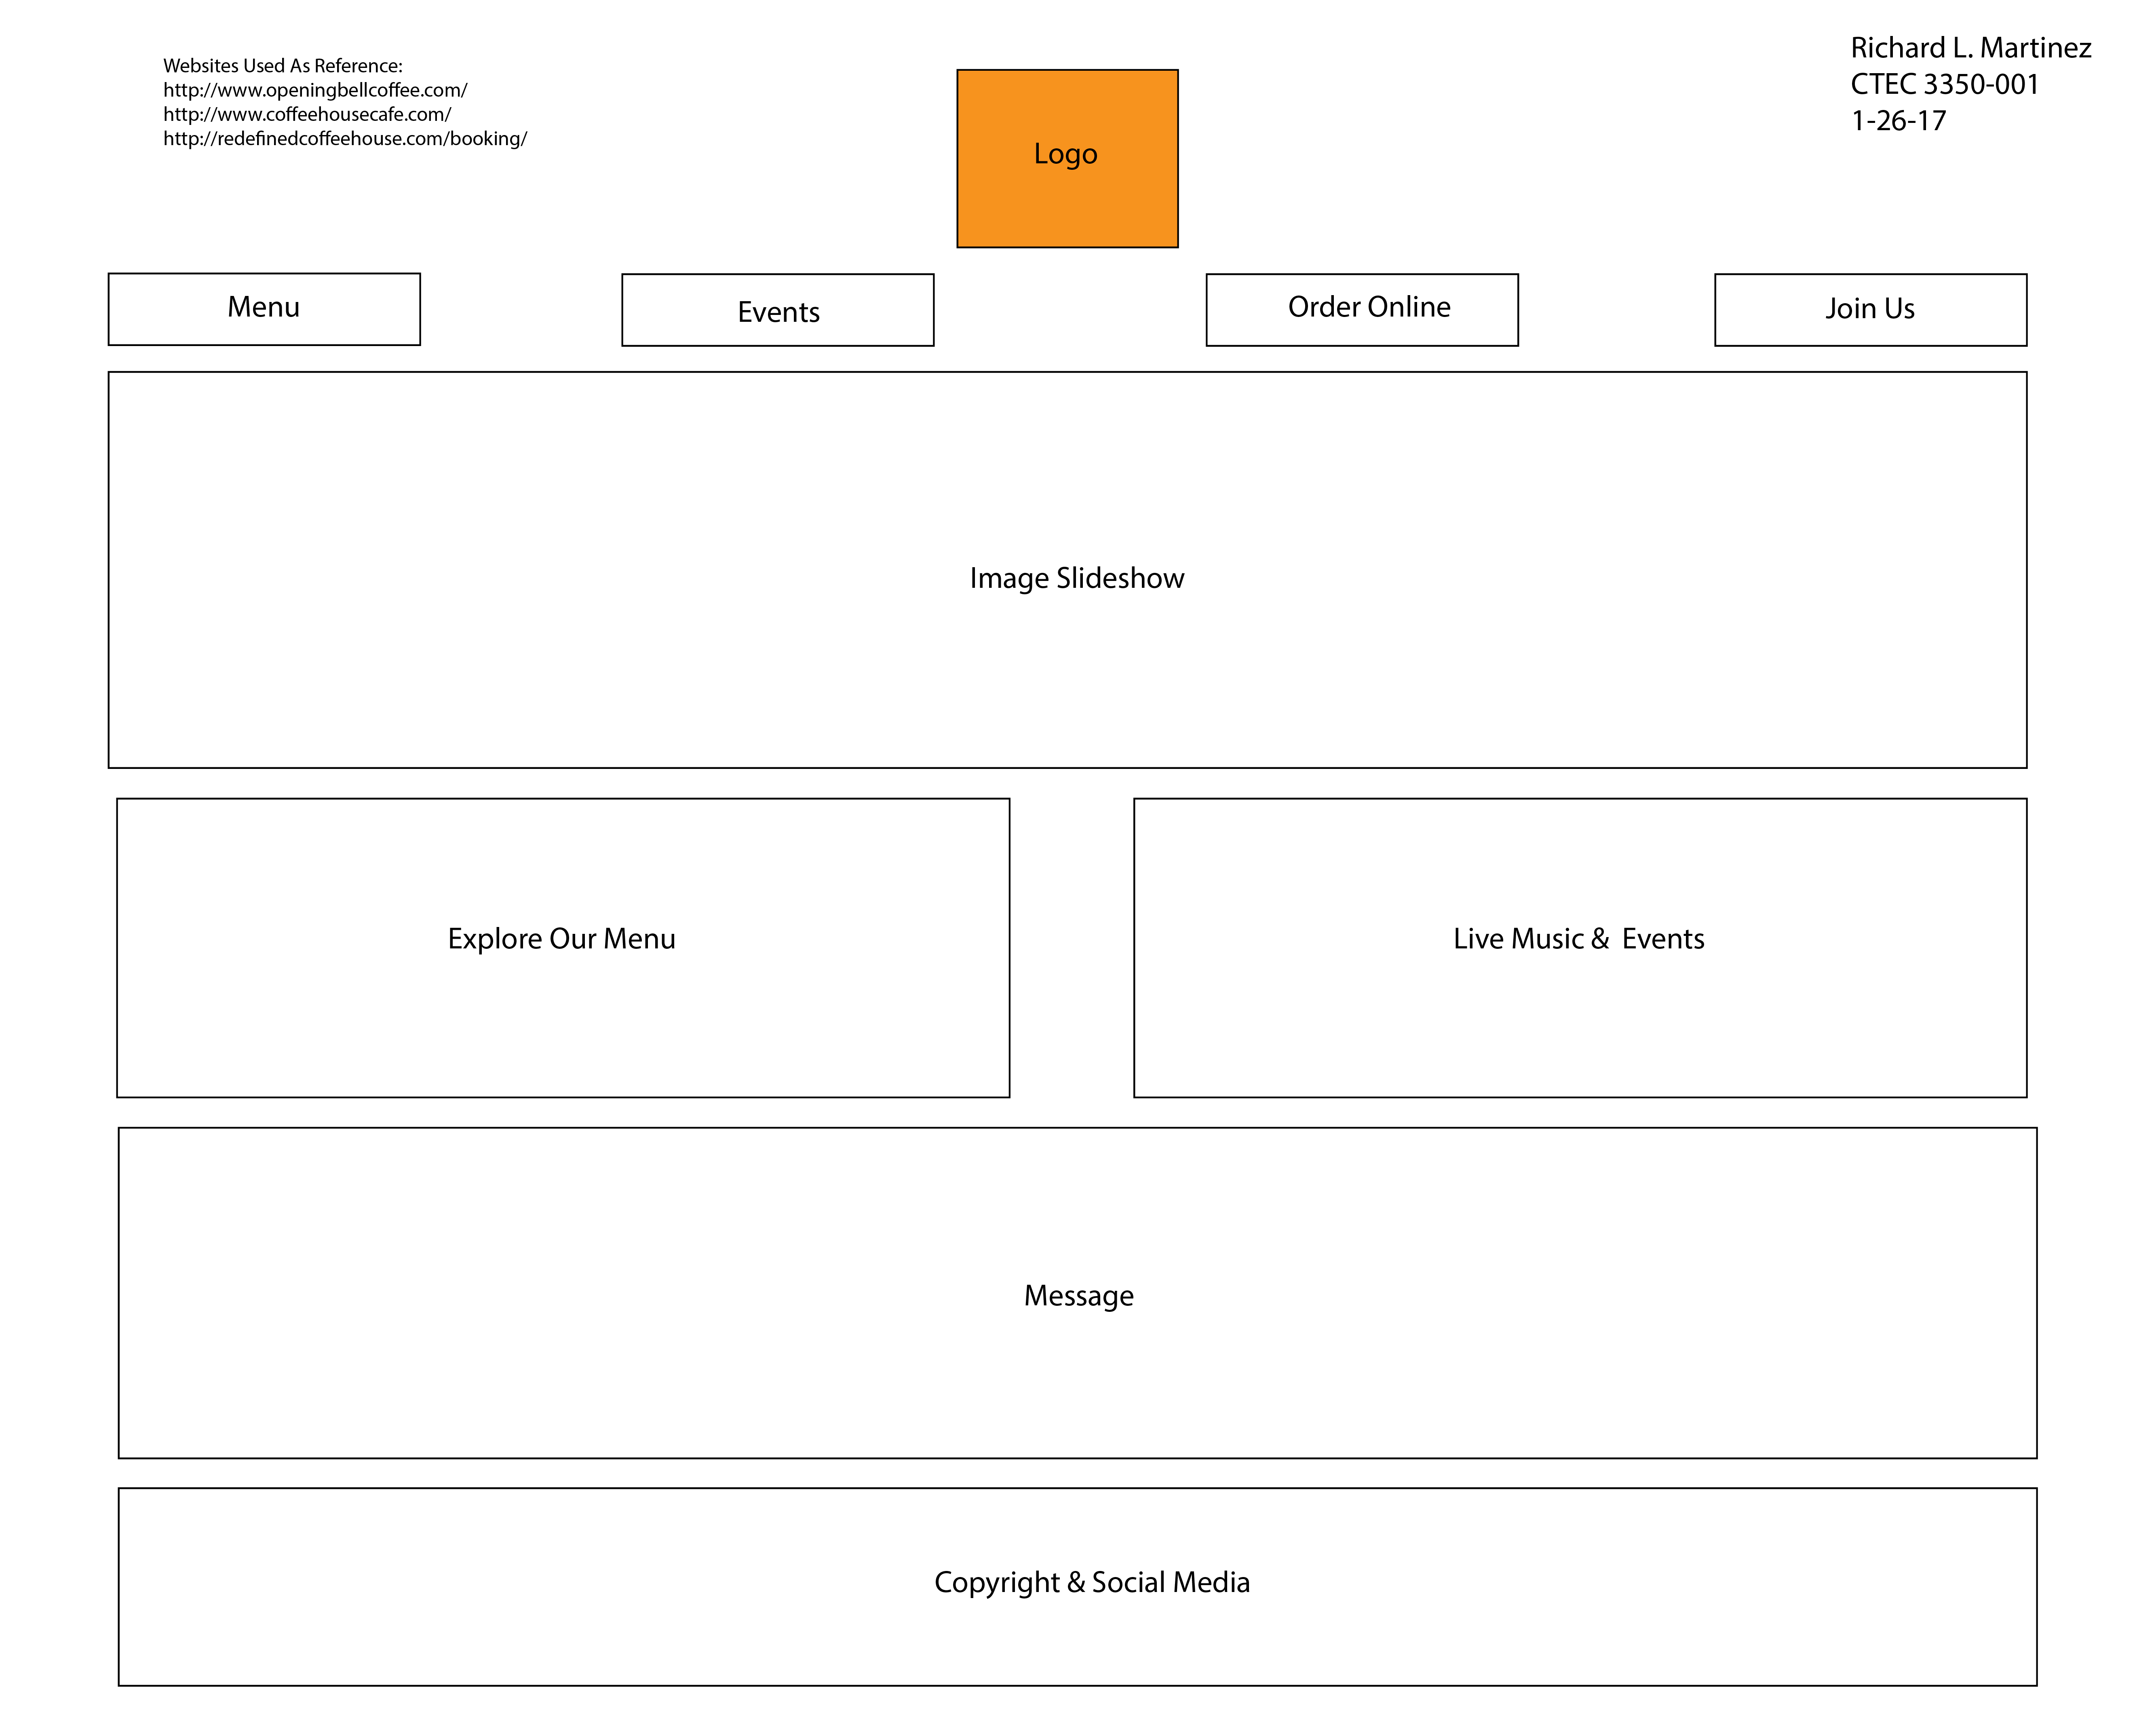 Websites Used As Reference:
http://www.openingbellcoffee.com/
http://www.coffeehousecafe.com/
http://redefinedcoffeehouse.com/booking/
Richard L. Martinez
CTEC 3350-001
1-26-17
Logo
Menu
Events
Order Online
Join Us
Image Slideshow
Explore Our Menu
Live Music &  Events
Message
Copyright & Social Media